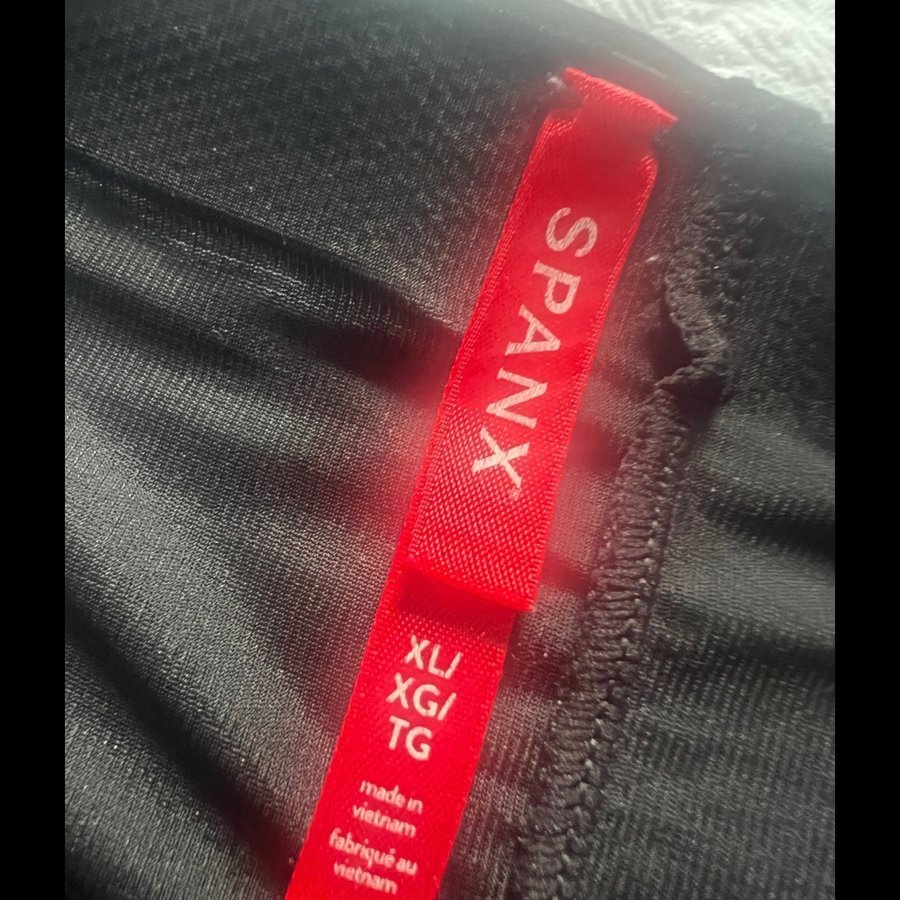 SPANX®
XL/
XG/
TG
made in
vietnam
fabriqué au
vietnam